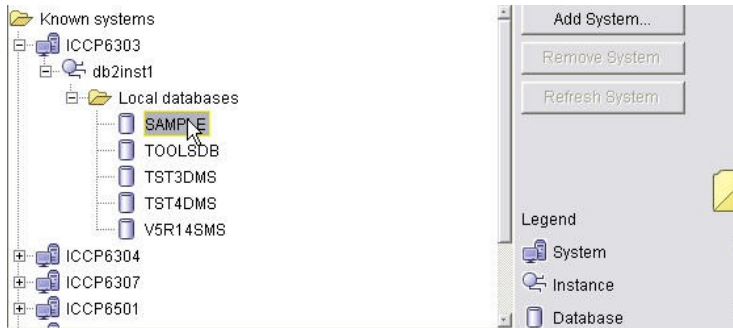 Known systems
ICCP6303
db2inst1
Local databases
SAMPLE
TOOLSDB
TST3DMS
TST4DMS
V5R14SMS
ICCP6304
ICCP6307
ICCP6501
Add System...
Remove System
Refresh System
Legend
System
Instance
Database